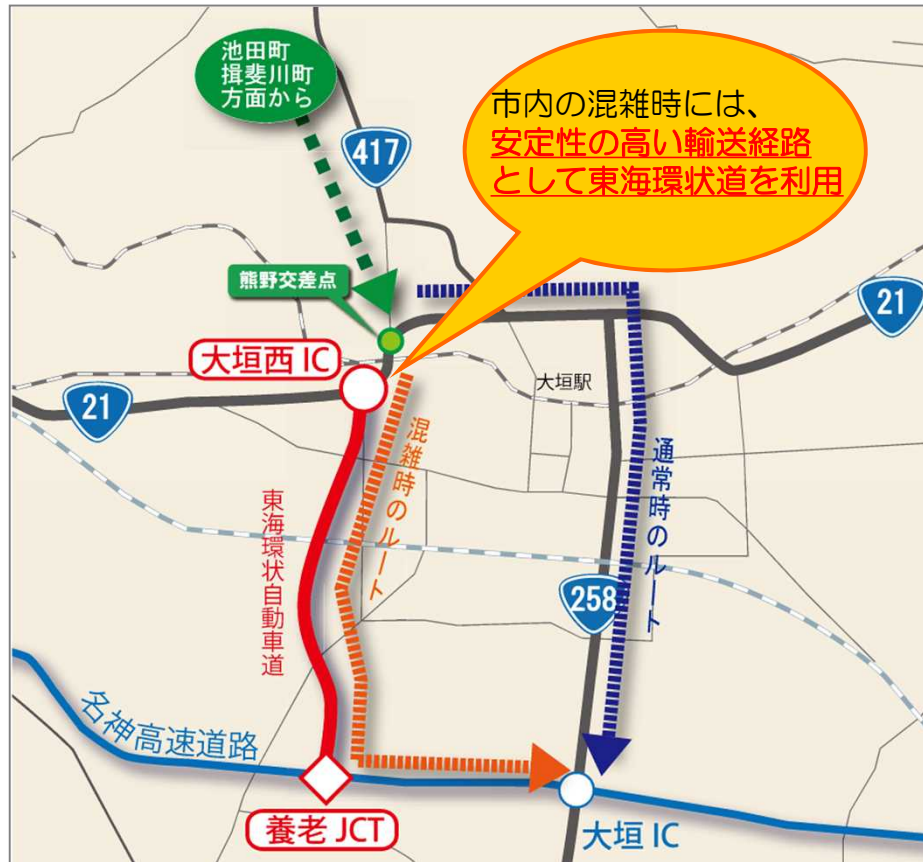 池田町
揖斐川町
方面から
417
市内の混雑時には、
安定性の高い輸送経路
として東海環状道を利用
熊野交差点
21
大垣西 IC
大垣駅
21
混雑時のルート
通常時のルート
東海環状自動車道
258
名神高速道路
養老 JCT
大垣 IC